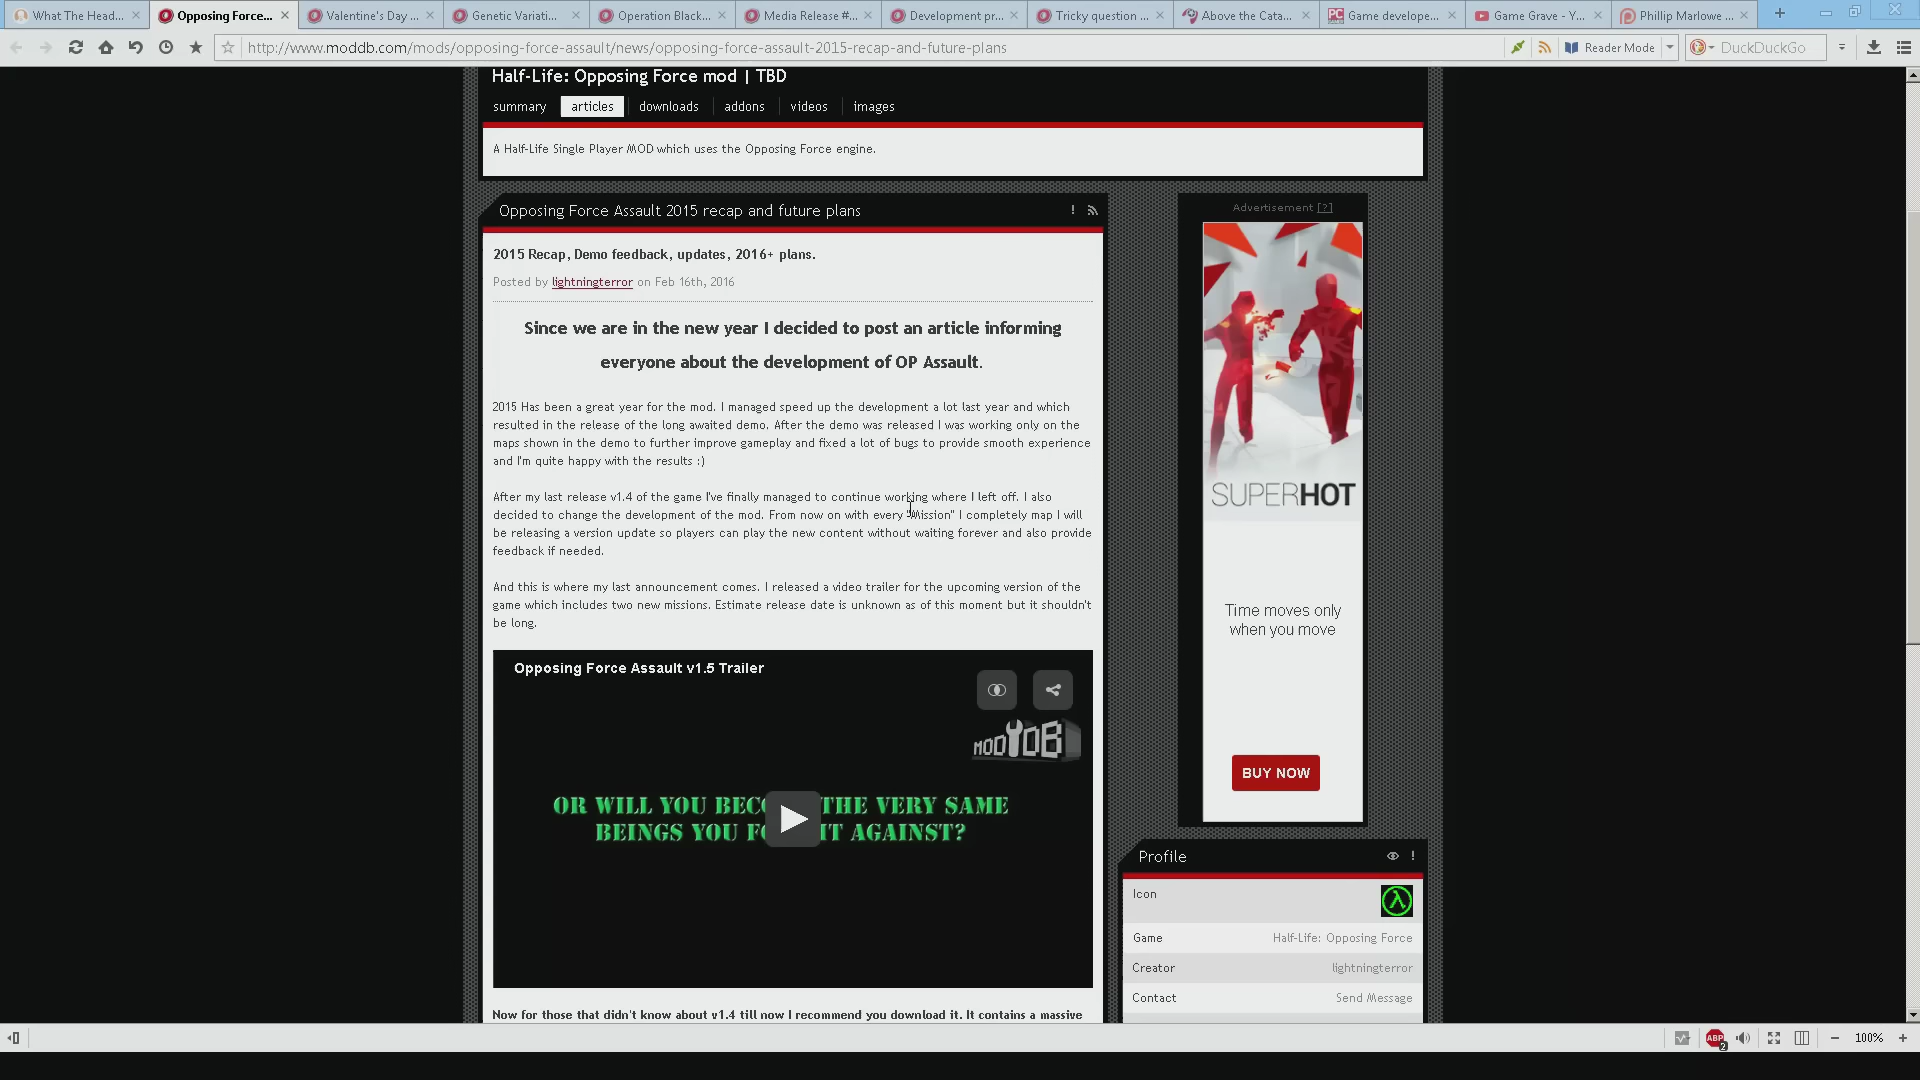 What The Head...
Opposing Force...
Valentine's Day ...
Genetic Variati...
Operation Black...
Media Release #...
Development pr...
Tricky question ...
Above the Cata...
Game develope...
Game Grave - Y...
Phillip Marlowe ...
http://www.moddb.com/mods/opposing-force-assault/news/opposing-force-assault-2015-recap-and-future-plans
Reader Mode
DuckDuckGo
Half-Life: Opposing Force mod | TBD
summary
articles
downloads
addons
videos
images
A Half-Life Single Player MOD which uses the Opposing Force engine.
Opposing Force Assault 2015 recap and future plans
2015 Recap, Demo feedback, updates, 2016+ plans.
Posted by lightningterror on Feb 16th, 2016
Since we are in the new year I decided to post an article informing
everyone about the development of OP Assault.
2015 Has been a great year for the mod. I managed speed up the development a lot last year and which
resulted in the release of the long awaited demo. After the demo was released I was working only on the
maps shown in the demo to further improve gameplay and fixed a lot of bugs to provide smooth experience
and I'm quite happy with the results :)
After my last release v1.4 of the game I've finally managed to continue working where I left off. I also
decided to change the development of the mod. From now on with every "Mission" I completely map I will
be releasing a version update so players can play the new content without waiting forever and also provide
feedback if needed.
And this is where my last announcement comes. I released a video trailer for the upcoming version of the
game which includes two new missions. Estimate release date is unknown as of this moment but it shouldn't
be long.
Opposing Force Assault v1.5 Trailer
MODDB
OR WILL YOU BECO THE VERY SAME
BEINGS YOU FO IT AGAINST?
Now for those that didn't know about v1.4 till now I recommend you download it. It contains a massive
Advertisement [?]
SUPERHOT
Time moves only
when you move
BUY NOW
Profile
Icon
Game
Half-Life: Opposing Force
Creator
lightningterror
Contact
Send Message
ABP
2
100%